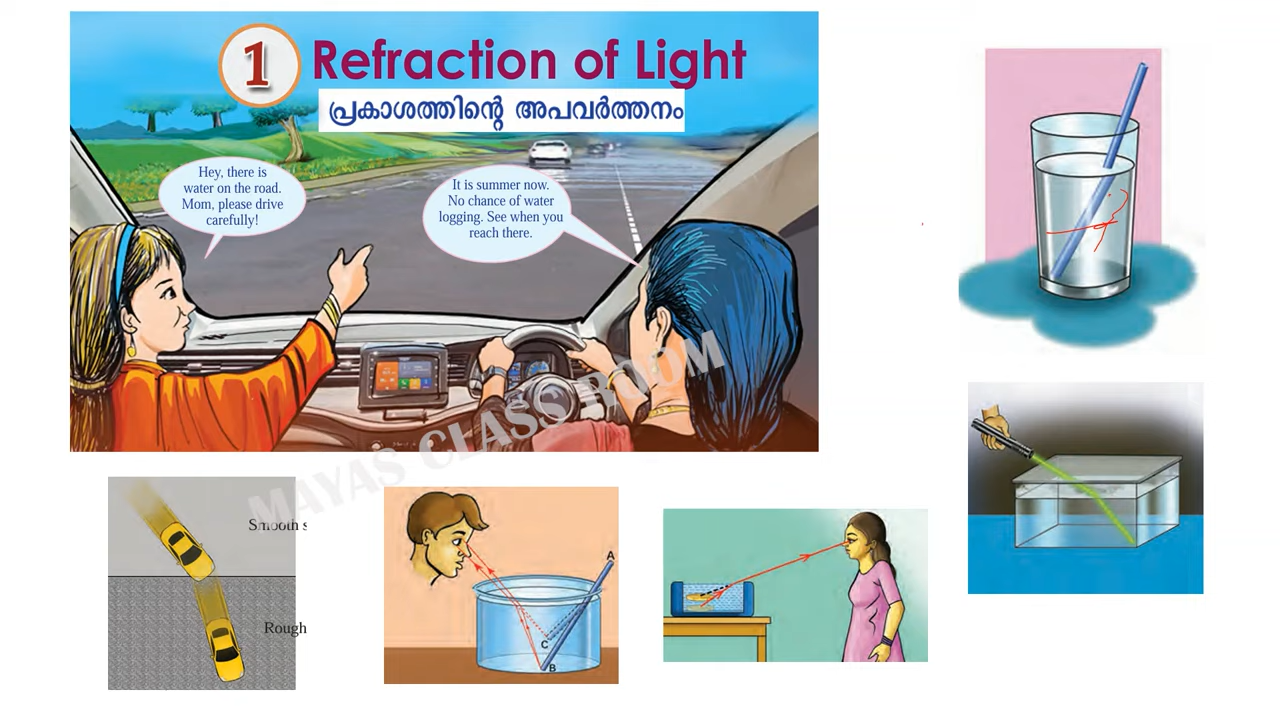 1 Refraction of Light
പ്രകാശത്തിന്റെ അപവർത്തനം
Hey, there is
water on the road.
Mom, please drive
carefully!
It is summer now.
No chance of water
logging. See when you
reach there.
MAYAS CLASS ROOM
Smooth s
Rough
A
C
B